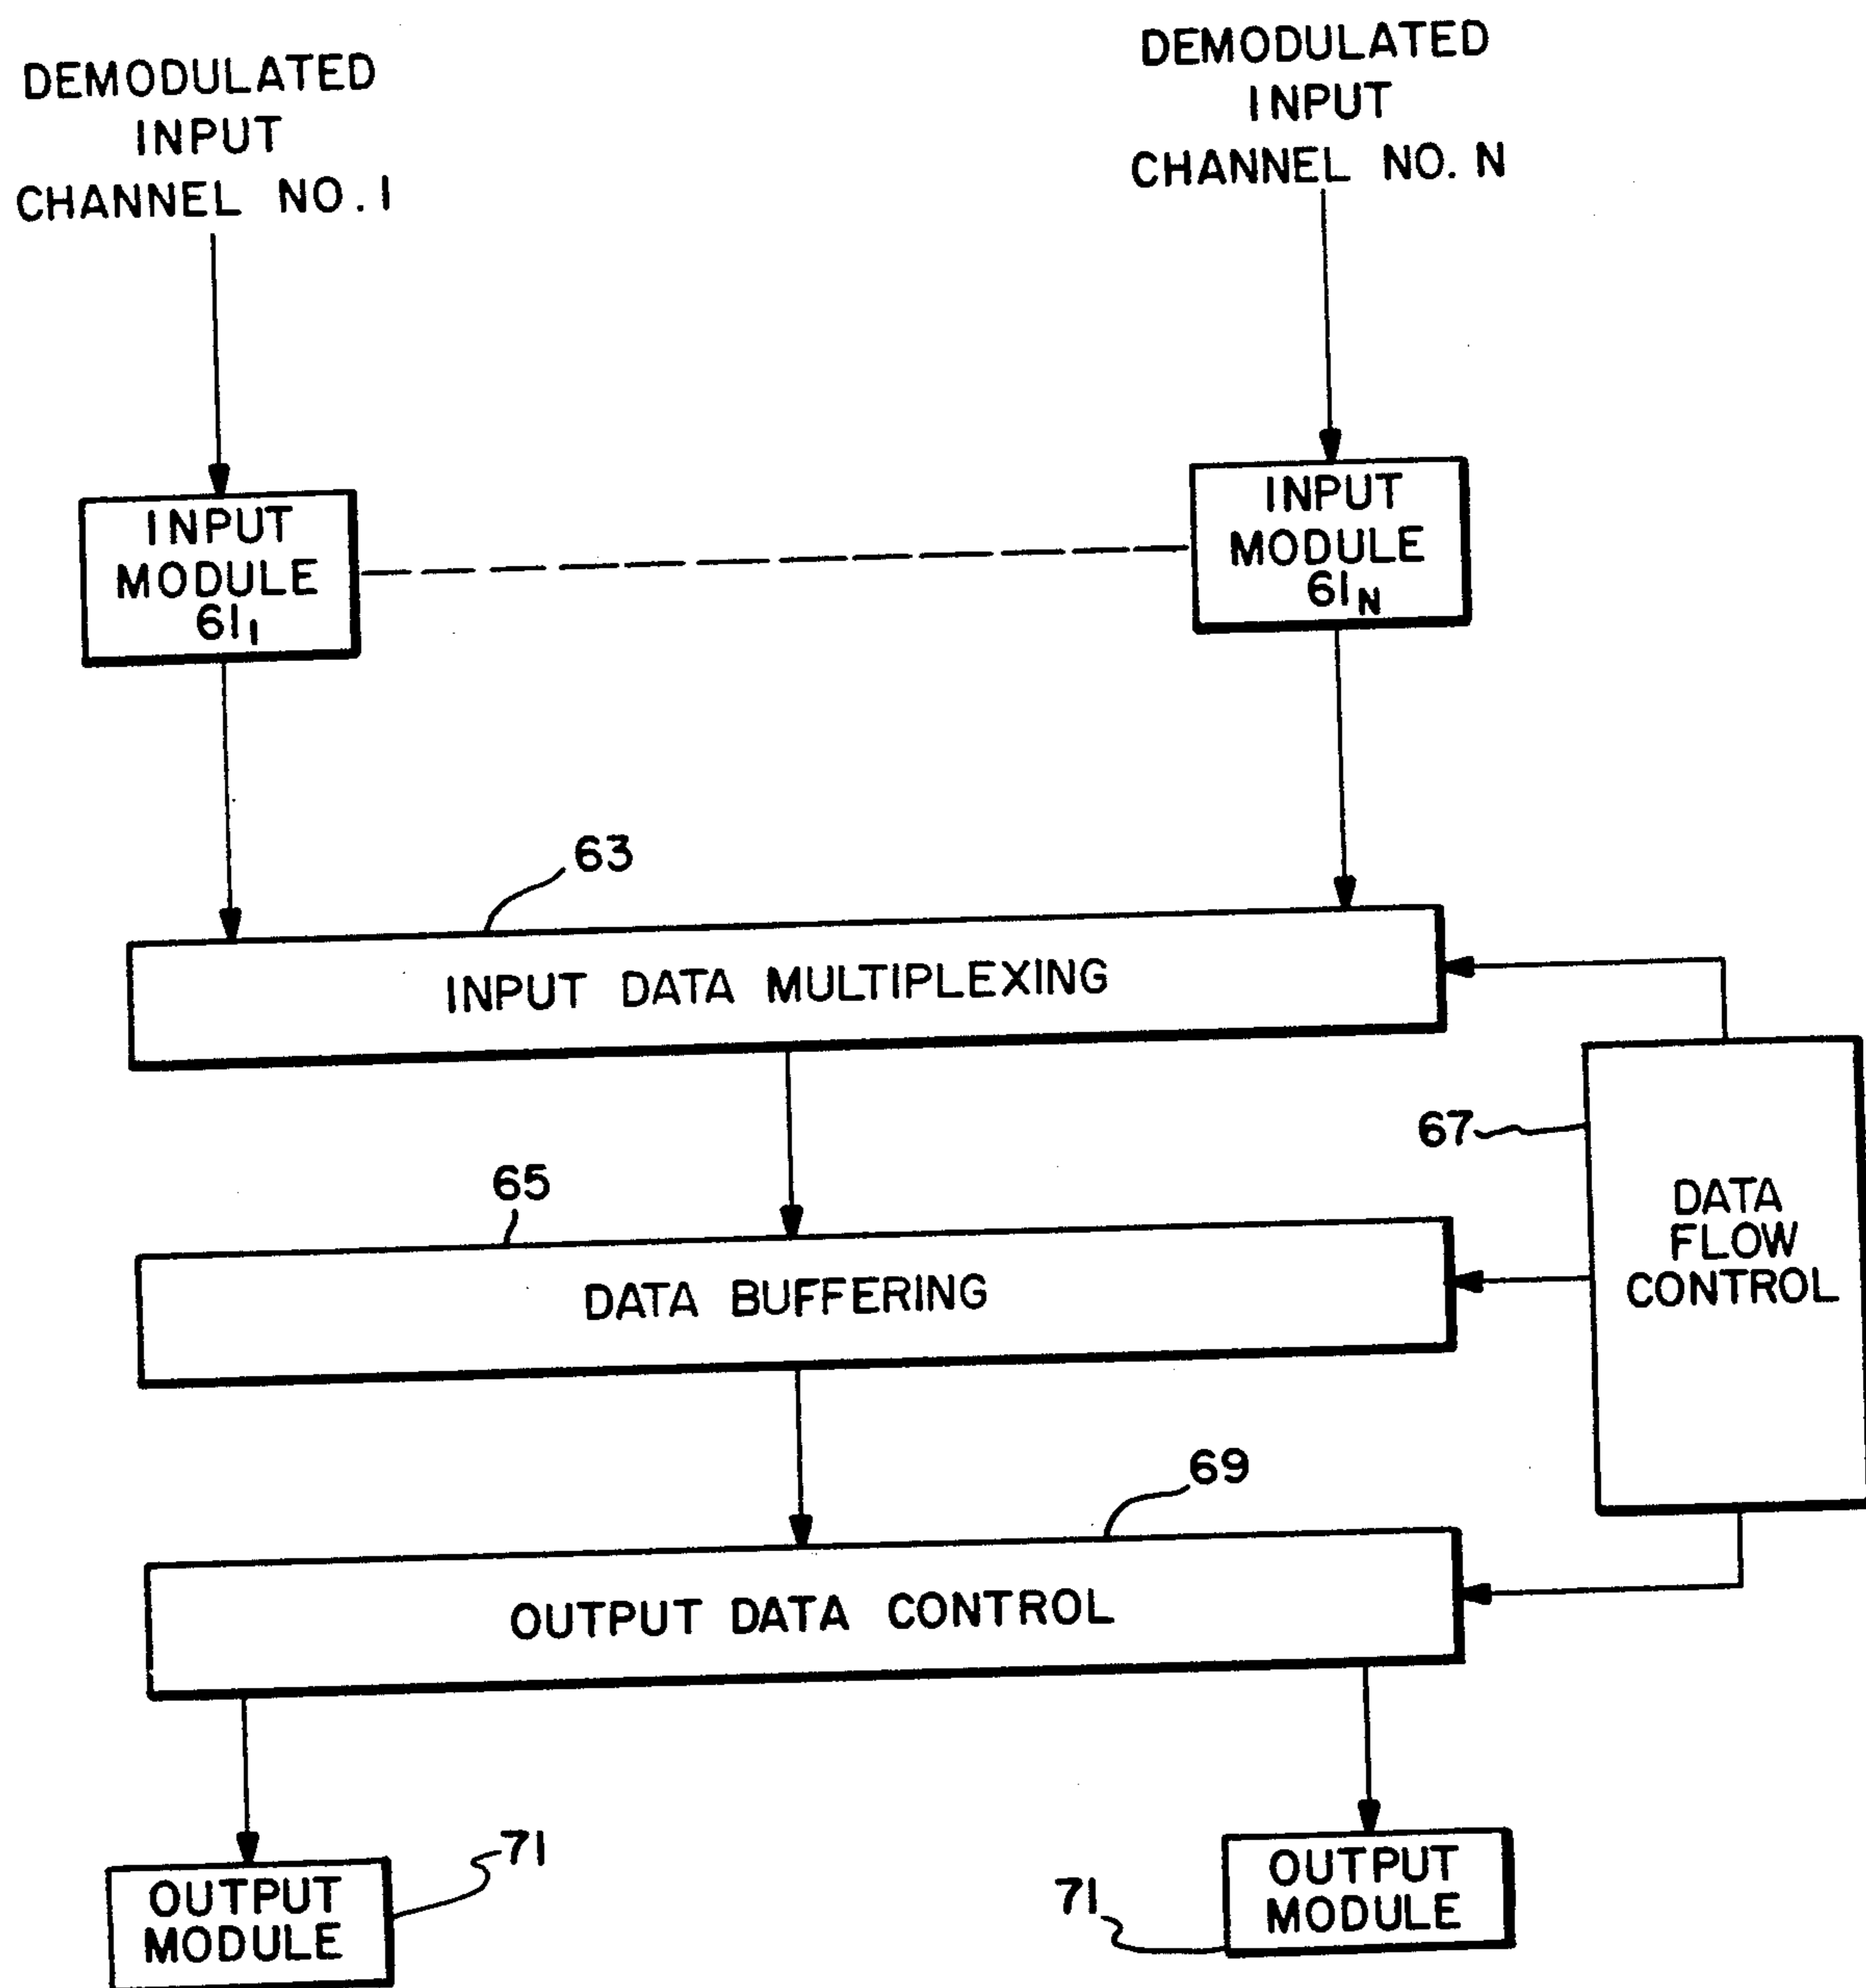 DEMODULATED
INPUT
CHANNEL NO. 1
DEMODULATED
INPUT
CHANNEL NO. N
INPUT
MODULE
61₁
INPUT
MODULE
61ₙ
63
INPUT DATA MULTIPLEXING
67
DATA
FLOW
CONTROL
65
DATA BUFFERING
69
OUTPUT DATA CONTROL
OUTPUT
MODULE
71
71
OUTPUT
MODULE